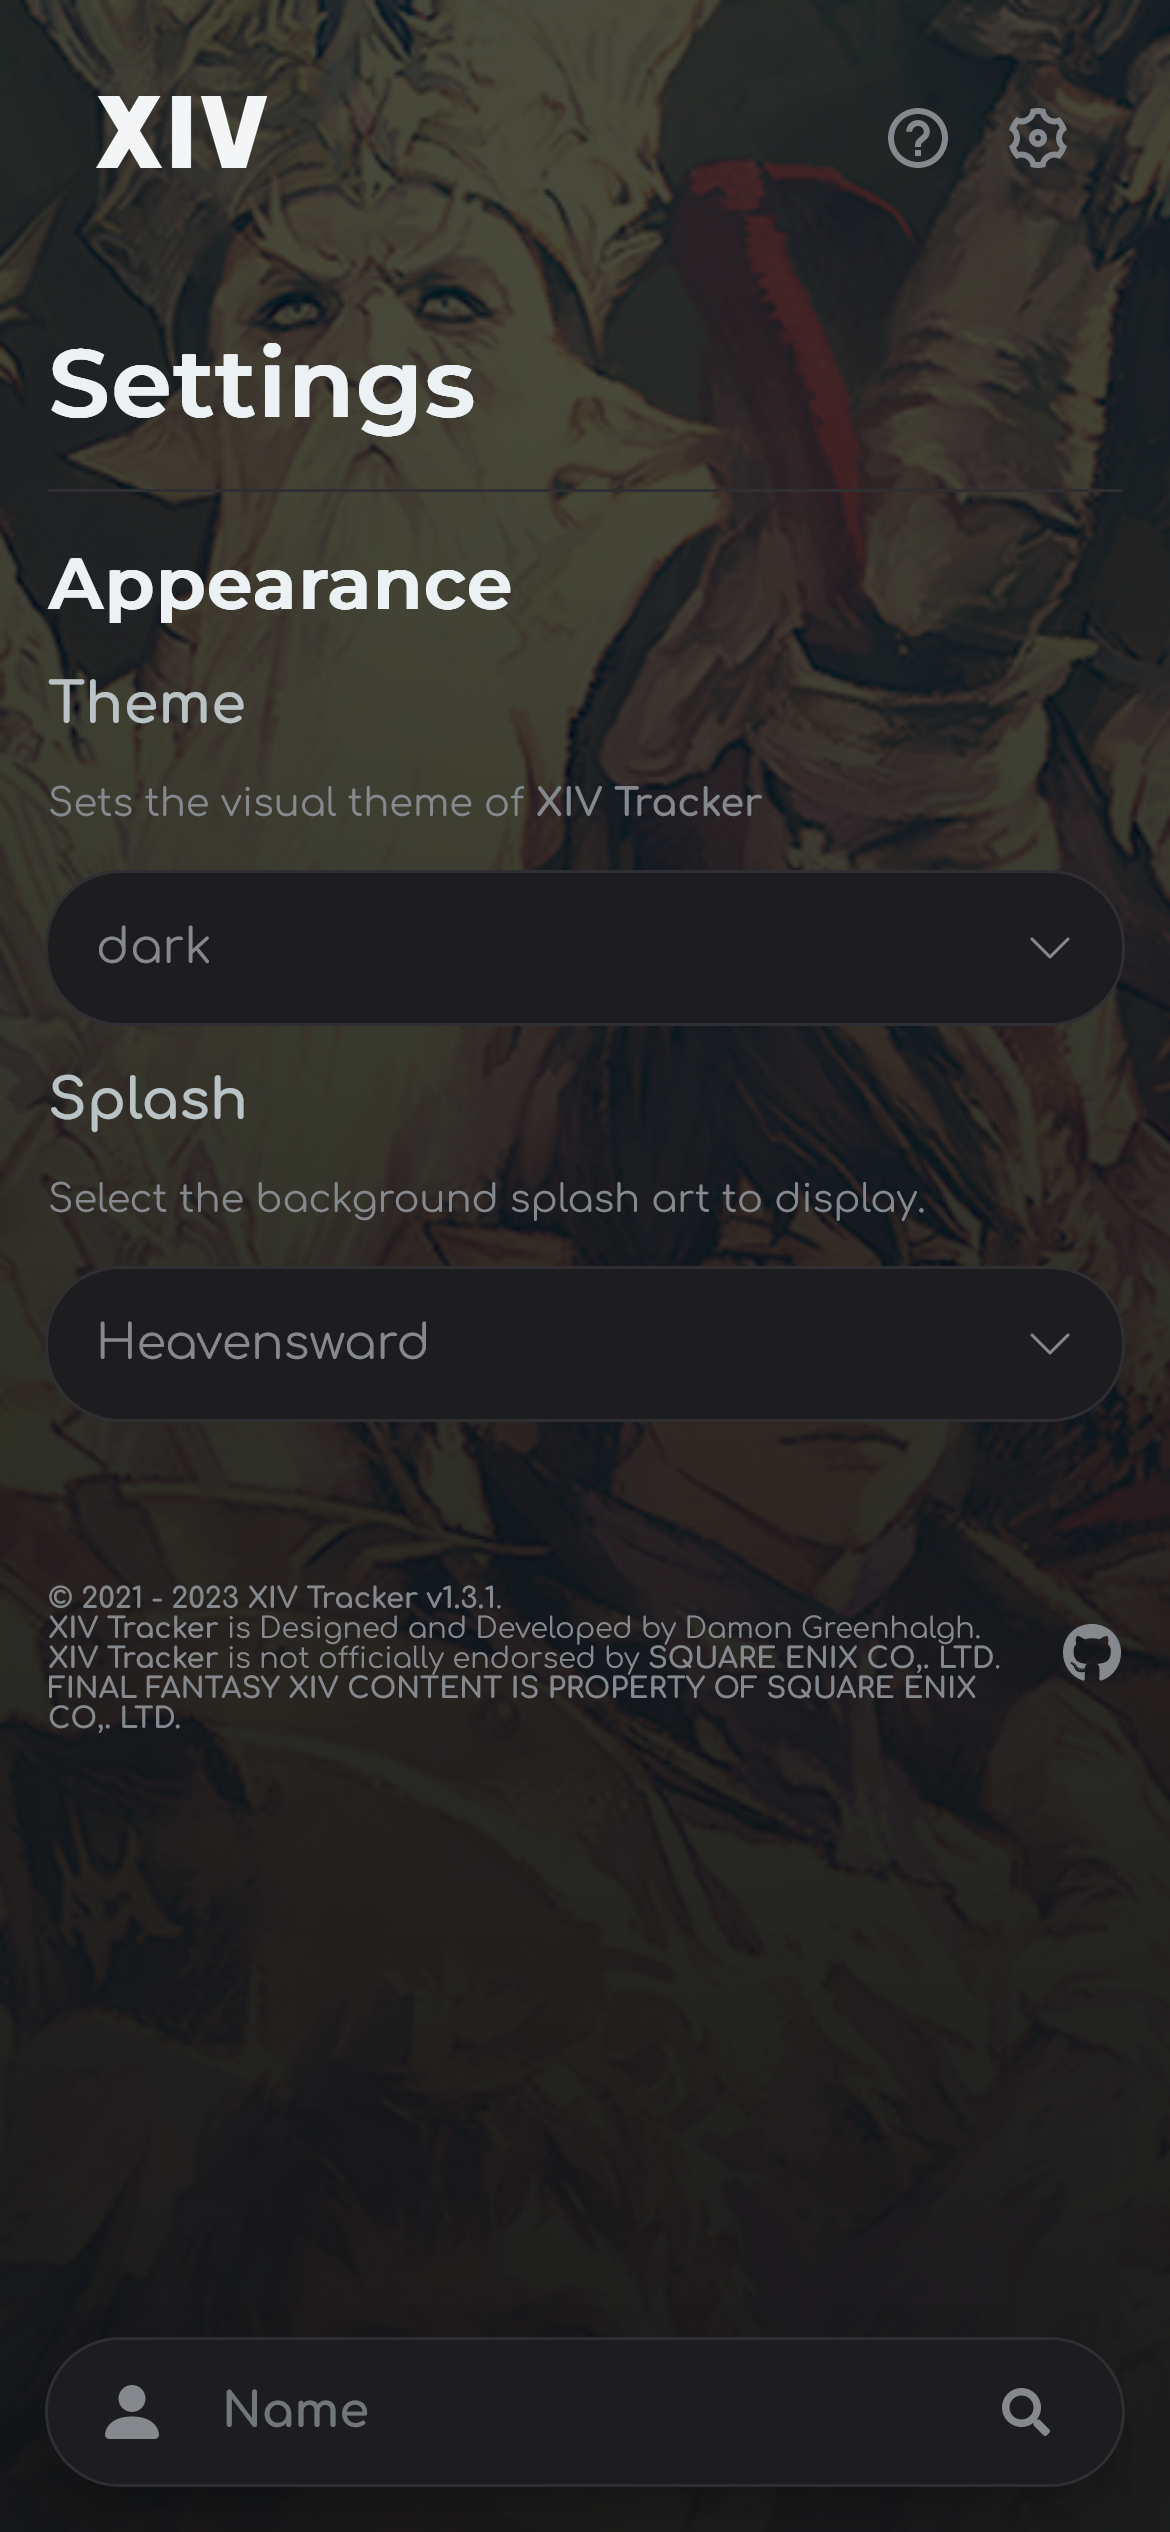 XIV
Settings
Appearance
Theme
Sets the visual theme of XIV Tracker
dark
Splash
Select the background splash art to display.
Heavensward
© 2021 - 2023 XIV Tracker v1.3.1.
XIV Tracker is Designed and Developed by Damon Greenhalgh.
XIV Tracker is not officially endorsed by SQUARE ENIX CO,. LTD.
FINAL FANTASY XIV CONTENT IS PROPERTY OF SQUARE ENIX
CO,. LTD.
Name